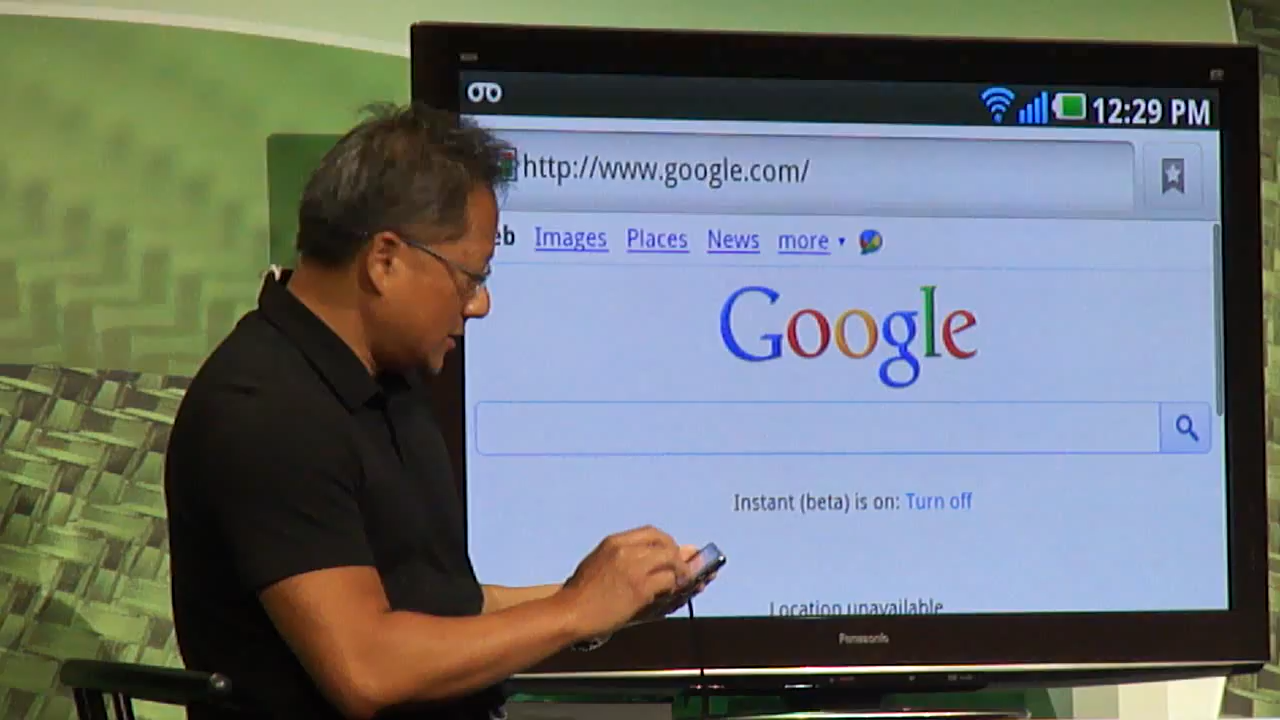 12:29 PM
http://www.google.com/
eb Images Places News more
Google
Instant (beta) is on: Turn off
Location unavailable
Panasonic